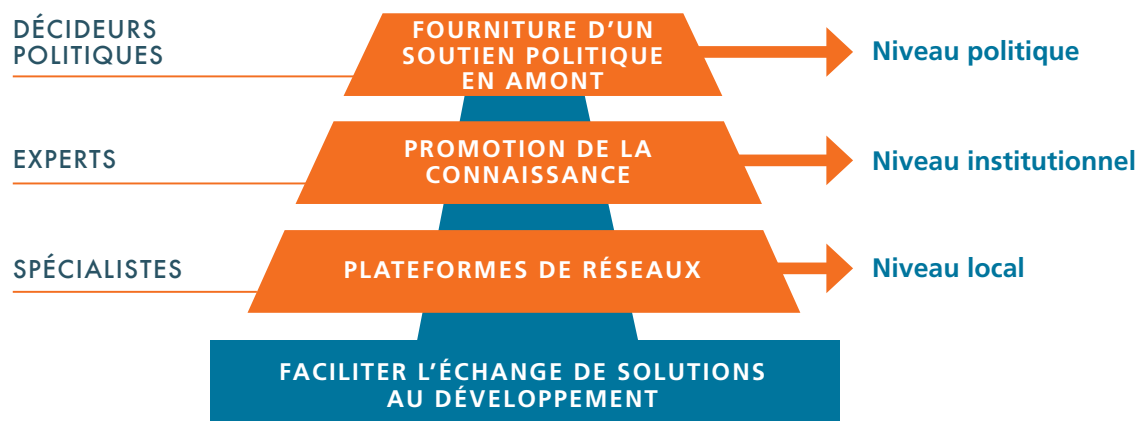 DÉCIDEURS
POLITIQUES
FOURNITURE D'UN
SOUTIEN POLITIQUE
EN AMONT
Niveau politique
EXPERTS
PROMOTION DE LA
CONNAISSANCE
Niveau institutionnel
SPÉCIALISTES
PLATEFORMES DE RÉSEAUX
Niveau local
FACILITER L'ÉCHANGE DE SOLUTIONS
AU DÉVELOPPEMENT